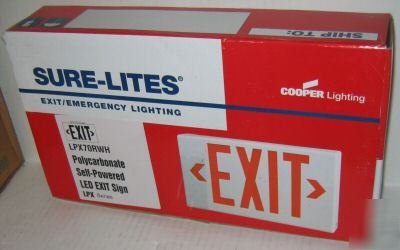 SHIP TO:
SURE-LITES®
EXIT/EMERGENCY LIGHTING
COOPER Lighting
EXIT
LPX70RWH
Polycarbonate
Self-Powered
LED EXIT Sign
LPX Series
EXIT